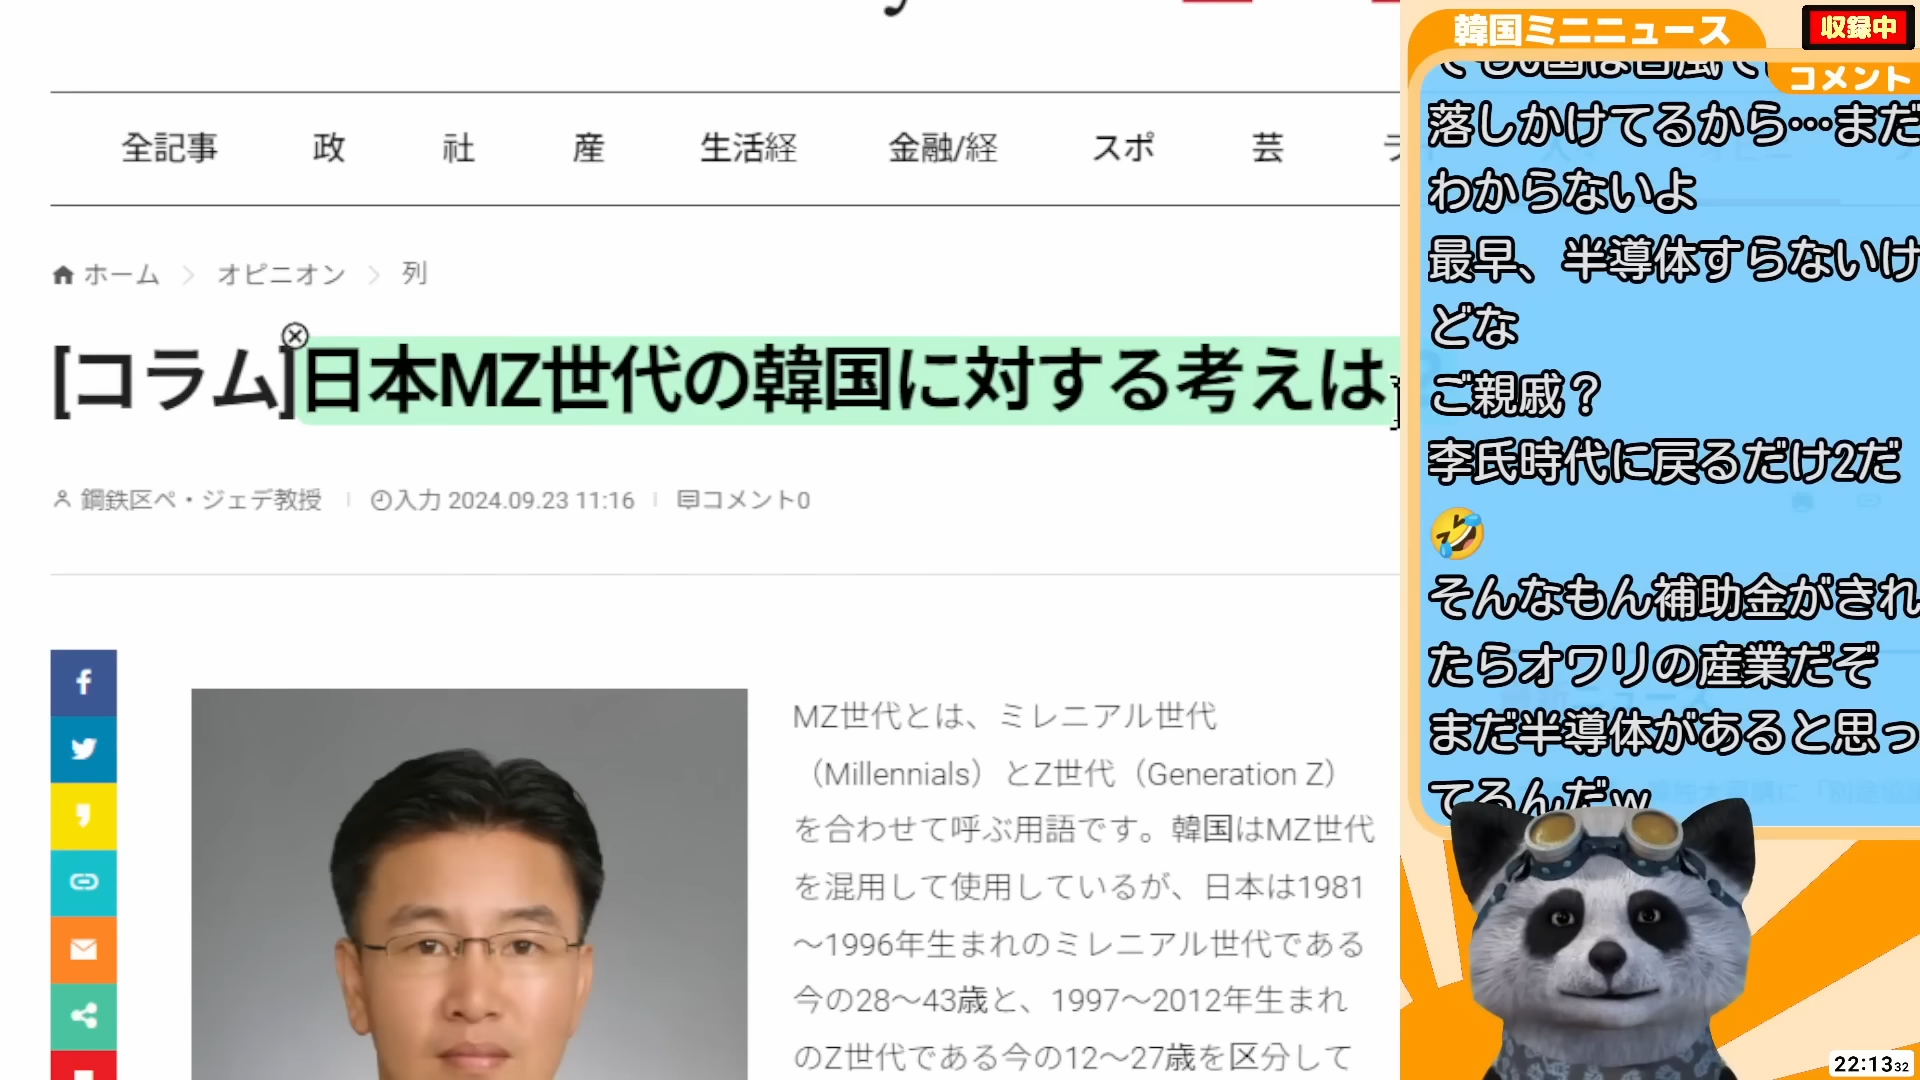 全記事 政 社 産 生活経 金融/経 スポ 芸
ホーム > オピニオン > 列
[コラム]日本MZ世代の韓国に対する考えは
鋼鉄区ペ・ジェデ教授 入力 2024.09.23 11:16 コメント0
MZ世代とは、ミレニアル世代
（Millennials）とZ世代（Generation Z）
を合わせて呼ぶ用語です。韓国はMZ世代
を混用して使用しているが、日本は1981
～1996年生まれのミレニアル世代である
今の28～43歳と、1997～2012年生まれ
のZ世代である今の12～27歳を区分して
韓国ミニニュース
収録中
コメント
落しかけてるから…まだ
わからないよ
最早、半導体すらないけ
どな
ご親戚？
李氏時代に戻るだけ2だ
🤣
そんなもん補助金がきれ
たらオワリの産業だぞ
まだ半導体があると思っ
てるんだw
22:13 32